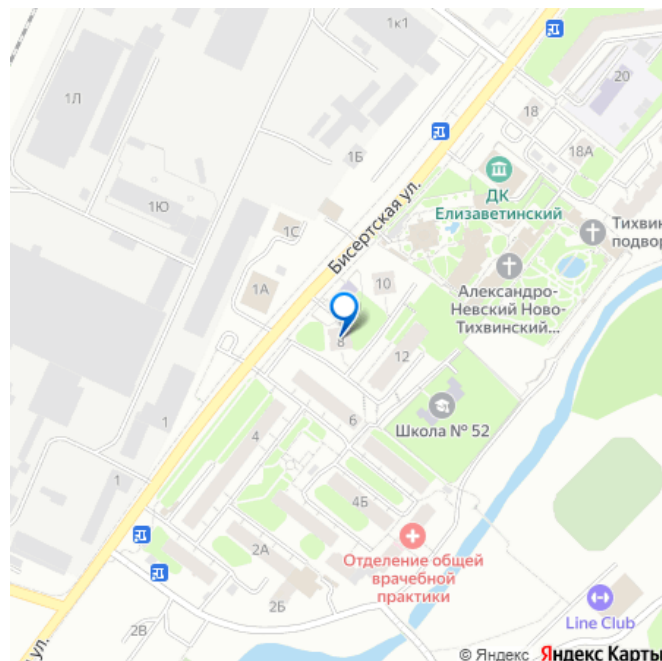 1к1
1Л
20
18
1Б
18А
ДК
Елизаветинский
1Ю
Бисертская ул.
1С
Тихвин
подвор
10
Александро-
Невский Ново-
Тихвинский...
1А
8
12
Школа № 52
1
6
4
1
4Б
2А
Отделение общей
врачебной
практики
2Б
Line Club
2В
ул.
© Яндекс Яндекс Карты